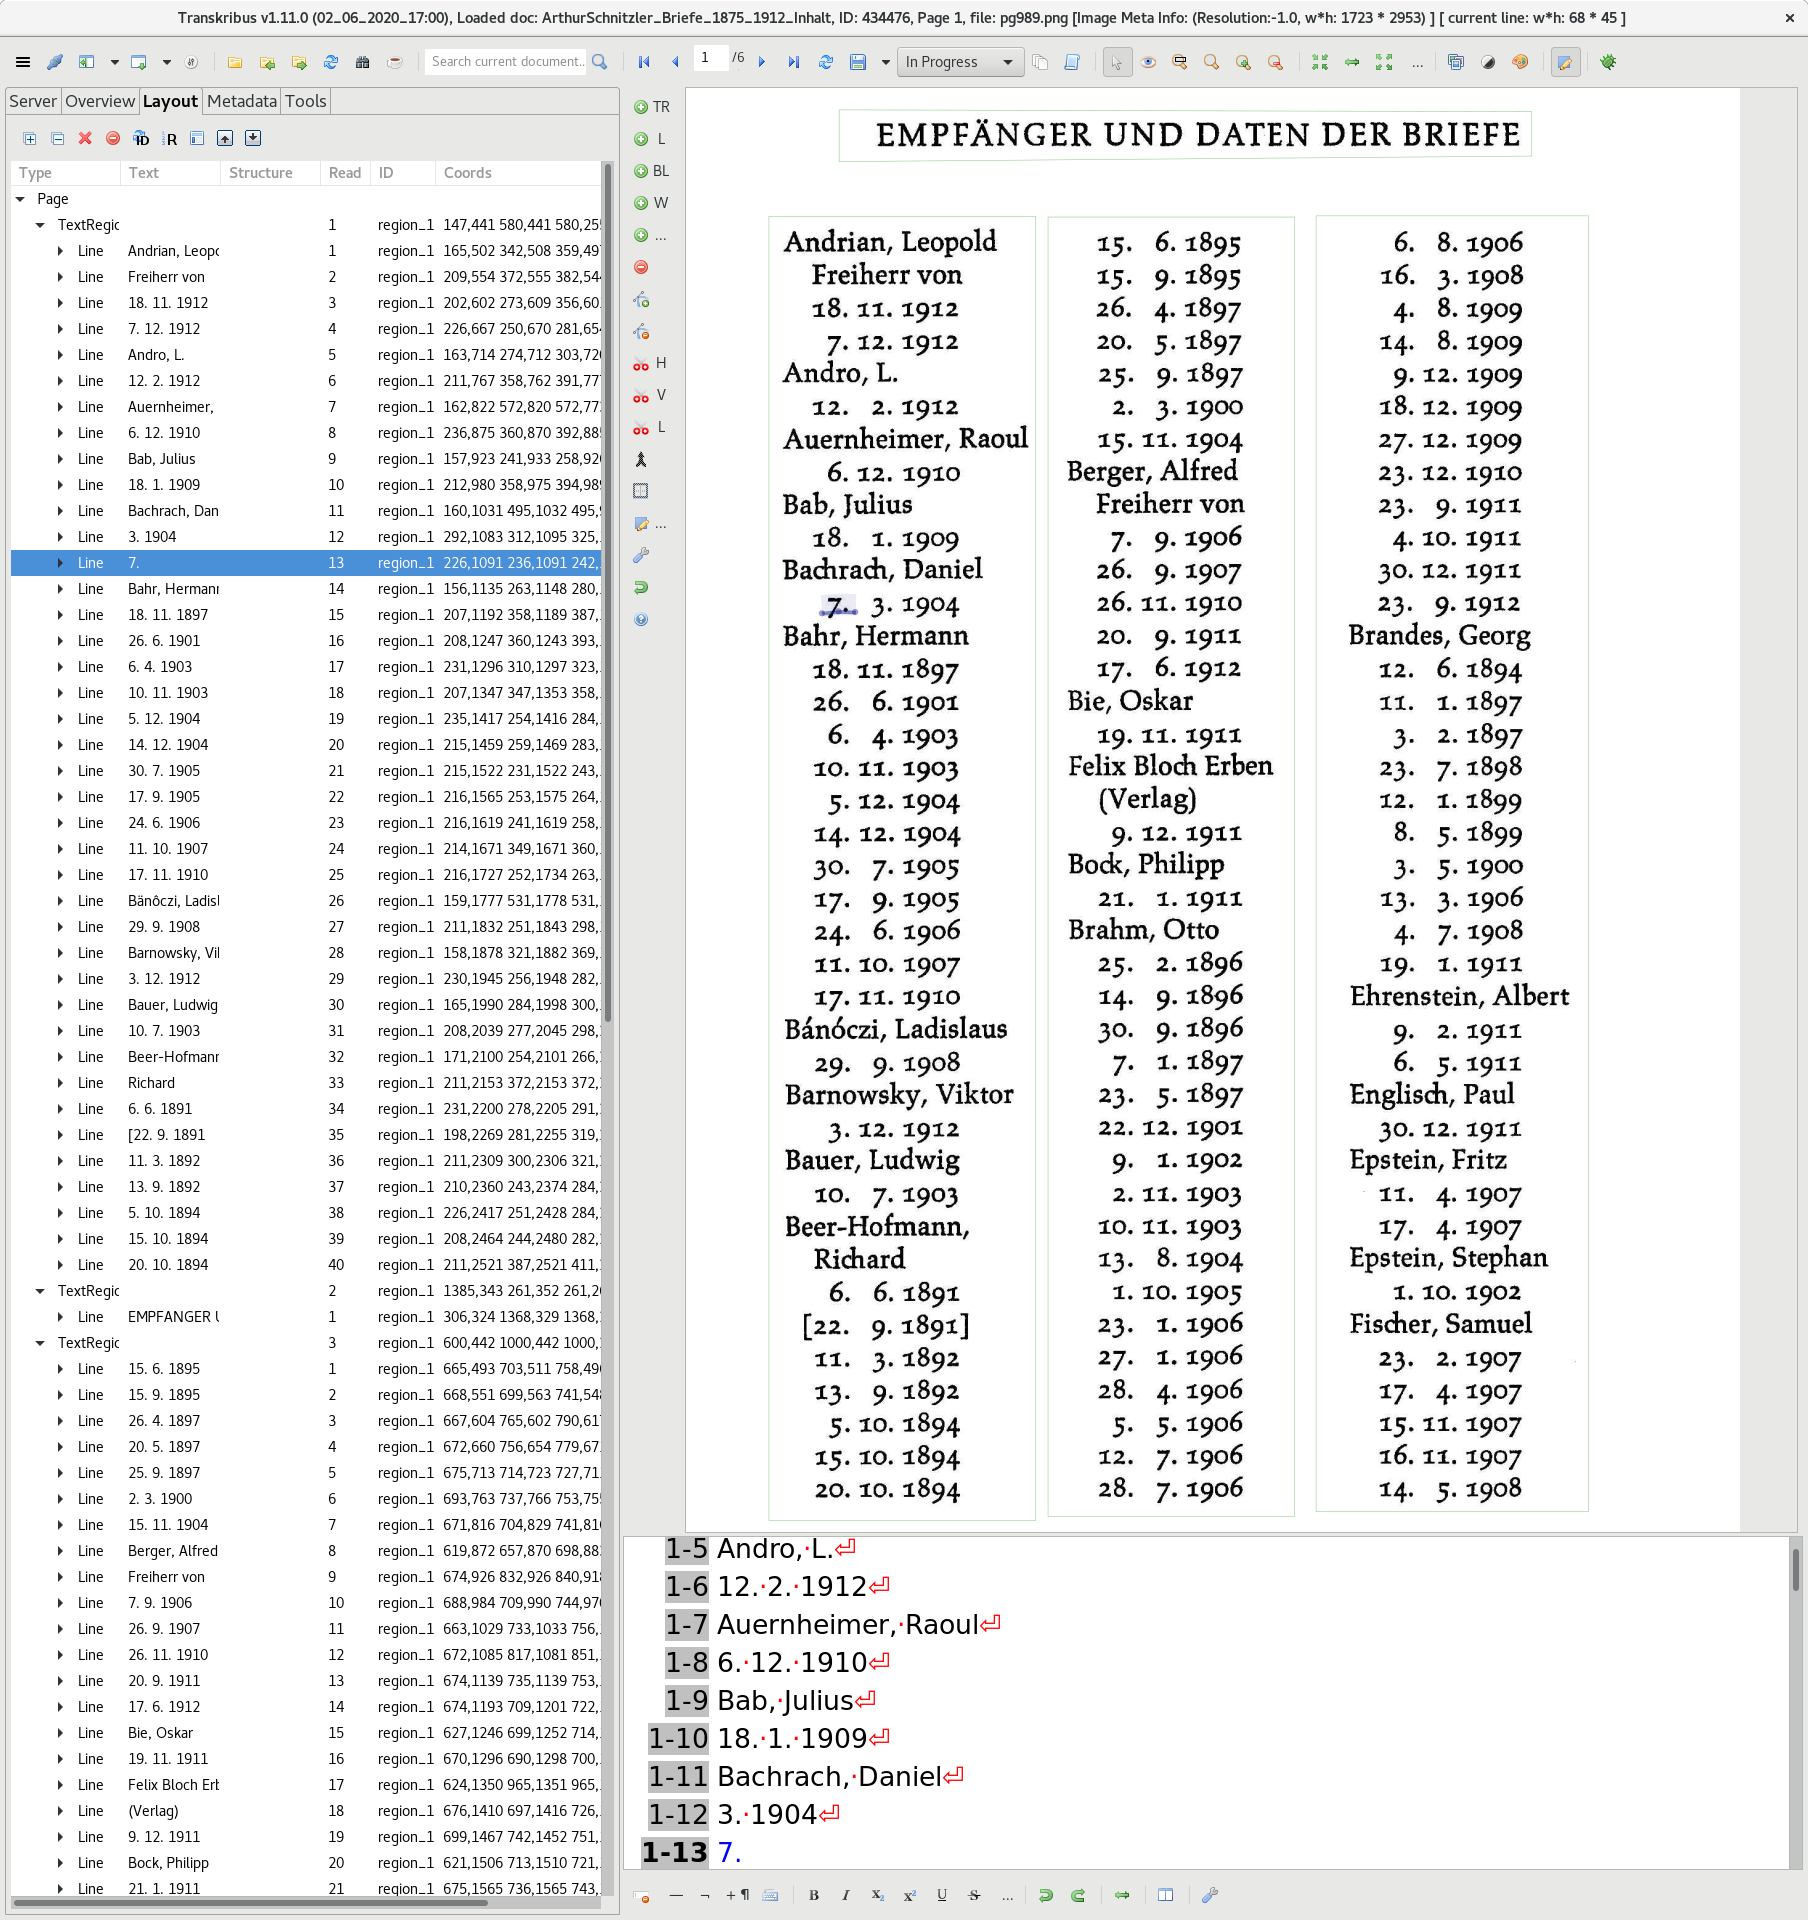 Transkribus v1.11.0 (02_06_2020_17:00), Loaded doc: ArthurSchnitzler_Briefe_1875_1912_Inhalt, ID: 434476, Page 1, file: pg989.png [Image Meta Info: (Resolution:-1.0, w*h: 1723 * 2953) ] [ current line: w*h: 68 * 45 ]
Search current document... 1 /6 In Progress
Server Overview Layout Metadata Tools
Type Text Structure Read ID Coords
Page
TextRegic 1 region_1 147,441 580,441 580,25
Line Andrian, Leopo 1 region_1 165,502 342,508 359,49
Line Freiherr von 2 region_1 209,554 372,555 382,54
Line 18. 11. 1912 3 region_1 202,602 273,609 356,60
Line 7. 12. 1912 4 region_1 226,667 250,670 281,65
Line Andro, L. 5 region_1 163,714 274,712 303,72
Line 12. 2. 1912 6 region_1 211,767 358,762 391,77
Line Auernheimer, 7 region_1 162,822 572,820 572,77
Line 6. 12. 1910 8 region_1 236,875 360,870 392,88
Line Bab, Julius 9 region_1 157,923 241,933 258,92
Line 18. 1. 1909 10 region_1 212,980 358,975 394,98
Line Bachrach, Dan 11 region_1 160,1031 495,1032 495,
Line 3. 1904 12 region_1 292,1083 312,1095 325,
Line 7. 13 region_1 226,1091 236,1091 242,
Line Bahr, Hermann 14 region_1 156,1135 263,1148 280,
Line 18. 11. 1897 15 region_1 207,1192 358,1189 387,
Line 26. 6. 1901 16 region_1 208,1247 360,1243 393,
Line 6. 4. 1903 17 region_1 231,1296 310,1297 323,
Line 10. 11. 1903 18 region_1 207,1347 347,1353 358,
Line 5. 12. 1904 19 region_1 235,1417 254,1416 284,
Line 14. 12. 1904 20 region_1 215,1459 259,1469 283,
Line 30. 7. 1905 21 region_1 215,1522 231,1522 243,
Line 17. 9. 1905 22 region_1 216,1565 253,1575 264,
Line 24. 6. 1906 23 region_1 216,1619 241,1619 258,
Line 11. 10. 1907 24 region_1 214,1671 349,1671 360,
Line 17. 11. 1910 25 region_1 216,1727 252,1734 263,
Line Bänôczi, Ladisl 26 region_1 159,1777 531,1778 531,
Line 29. 9. 1908 27 region_1 211,1832 251,1843 298,
Line Barnowsky, Vil 28 region_1 158,1878 321,1882 369,
Line 3. 12. 1912 29 region_1 230,1945 256,1948 282,
Line Bauer, Ludwig 30 region_1 165,1990 284,1998 300,
Line 10. 7. 1903 31 region_1 208,2039 277,2045 298,
Line Beer-Hofmann 32 region_1 171,2100 254,2101 266,
Line Richard 33 region_1 211,2153 372,2153 372,
Line 6. 6. 1891 34 region_1 231,2200 278,2205 291,
Line [22. 9. 1891 35 region_1 198,2269 281,2255 319,
Line 11. 3. 1892 36 region_1 211,2309 300,2306 321,
Line 13. 9. 1892 37 region_1 210,2360 243,2374 284,
Line 5. 10. 1894 38 region_1 226,2417 251,2428 284,
Line 15. 10. 1894 39 region_1 208,2464 244,2480 282,
Line 20. 10. 1894 40 region_1 211,2521 387,2521 411,
TextRegic 2 region_1 1385,343 261,352 261,2
Line EMPFANGER U 1 region_1 306,324 1368,329 1368,
TextRegic 3 region_1 600,442 1000,442 1000,
Line 15. 6. 1895 1 region_1 665,493 703,511 758,49
Line 15. 9. 1895 2 region_1 668,551 699,563 741,54
Line 26. 4. 1897 3 region_1 667,604 765,602 790,61
Line 20. 5. 1897 4 region_1 672,660 756,654 779,67
Line 25. 9. 1897 5 region_1 675,713 714,723 727,71
Line 2. 3. 1900 6 region_1 693,763 737,766 753,75
Line 15. 11. 1904 7 region_1 671,816 704,829 741,81
Line Berger, Alfred 8 region_1 619,872 657,870 698,88
Line Freiherr von 9 region_1 674,926 832,926 840,91
Line 7. 9. 1906 10 region_1 688,984 709,990 744,97
Line 26. 9. 1907 11 region_1 663,1029 733,1033 756,
Line 26. 11. 1910 12 region_1 672,1085 817,1081 851,
Line 20. 9. 1911 13 region_1 674,1139 735,1139 753,
Line 17. 6. 1912 14 region_1 674,1193 709,1201 722,
Line Bie, Oskar 15 region_1 627,1246 699,1252 714,
Line 19. 11. 1911 16 region_1 670,1296 690,1298 700,
Line Felix Bloch Erb 17 region_1 624,1350 965,1351 965,
Line (Verlag) 18 region_1 676,1410 697,1416 726,
Line 9. 12. 1911 19 region_1 699,1467 742,1452 751,
Line Bock, Philipp 20 region_1 621,1506 713,1510 721,
Line 21. 1. 1911 21 region_1 675,1565 736,1565 743,
TR
L
BL
W
...
H
V
L
...
EMPFÄNGER UND DATEN DER BRIEFE
Andrian, Leopold
Freiherr von
18. 11. 1912
7. 12. 1912
Andro, L.
12. 2. 1912
Auernheimer, Raoul
6. 12. 1910
Bab, Julius
18. 1. 1909
Bachrach, Daniel
7. 3. 1904
Bahr, Hermann
18. 11. 1897
26. 6. 1901
6. 4. 1903
10. 11. 1903
5. 12. 1904
14. 12. 1904
30. 7. 1905
17. 9. 1905
24. 6. 1906
11. 10. 1907
17. 11. 1910
Bánóczi, Ladislaus
29. 9. 1908
Barnowsky, Viktor
3. 12. 1912
Bauer, Ludwig
10. 7. 1903
Beer-Hofmann,
Richard
6. 6. 1891
[22. 9. 1891]
11. 3. 1892
13. 9. 1892
5. 10. 1894
15. 10. 1894
20. 10. 1894
15. 6. 1895
15. 9. 1895
26. 4. 1897
20. 5. 1897
25. 9. 1897
2. 3. 1900
15. 11. 1904
Berger, Alfred
Freiherr von
7. 9. 1906
26. 9. 1907
26. 11. 1910
20. 9. 1911
17. 6. 1912
Bie, Oskar
19. 11. 1911
Felix Bloch Erben
(Verlag)
9. 12. 1911
Bock, Philipp
21. 1. 1911
Brahm, Otto
25. 2. 1896
14. 9. 1896
30. 9. 1896
7. 1. 1897
23. 5. 1897
22. 12. 1901
9. 1. 1902
2. 11. 1903
10. 11. 1903
13. 8. 1904
1. 10. 1905
23. 1. 1906
27. 1. 1906
28. 4. 1906
5. 5. 1906
12. 7. 1906
28. 7. 1906
6. 8. 1906
16. 3. 1908
4. 8. 1909
14. 8. 1909
9. 12. 1909
18. 12. 1909
27. 12. 1909
23. 12. 1910
23. 9. 1911
4. 10. 1911
30. 12. 1911
23. 9. 1912
Brandes, Georg
12. 6. 1894
11. 1. 1897
3. 2. 1897
23. 7. 1898
12. 1. 1899
8. 5. 1899
3. 5. 1900
13. 3. 1906
4. 7. 1908
19. 1. 1911
Ehrenstein, Albert
9. 2. 1911
6. 5. 1911
Englisch, Paul
30. 12. 1911
Epstein, Fritz
11. 4. 1907
17. 4. 1907
Epstein, Stephan
1. 10. 1902
Fischer, Samuel
23. 2. 1907
17. 4. 1907
15. 11. 1907
16. 11. 1907
14. 5. 1908
1-5 Andro, L.
1-6 12. 2. 1912
1-7 Auernheimer, Raoul
1-8 6. 12. 1910
1-9 Bab, Julius
1-10 18. 1. 1909
1-11 Bachrach, Daniel
1-12 3. 1904
1-13 7.